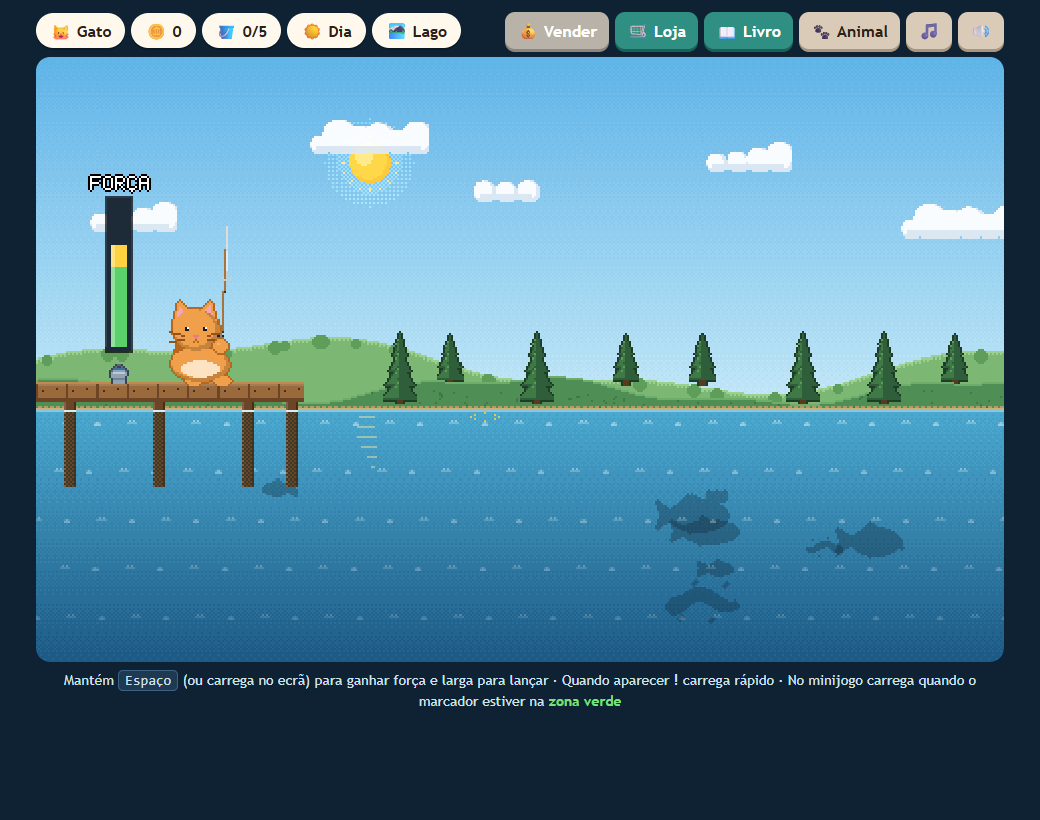 Gato 0 0/5 Dia Lago Vender Loja Livro Animal
FORÇA
Mantém Espaço (ou carrega no ecrã) para ganhar força e larga para lançar · Quando aparecer ! carrega rápido · No minijogo carrega quando o
marcador estiver na zona verde